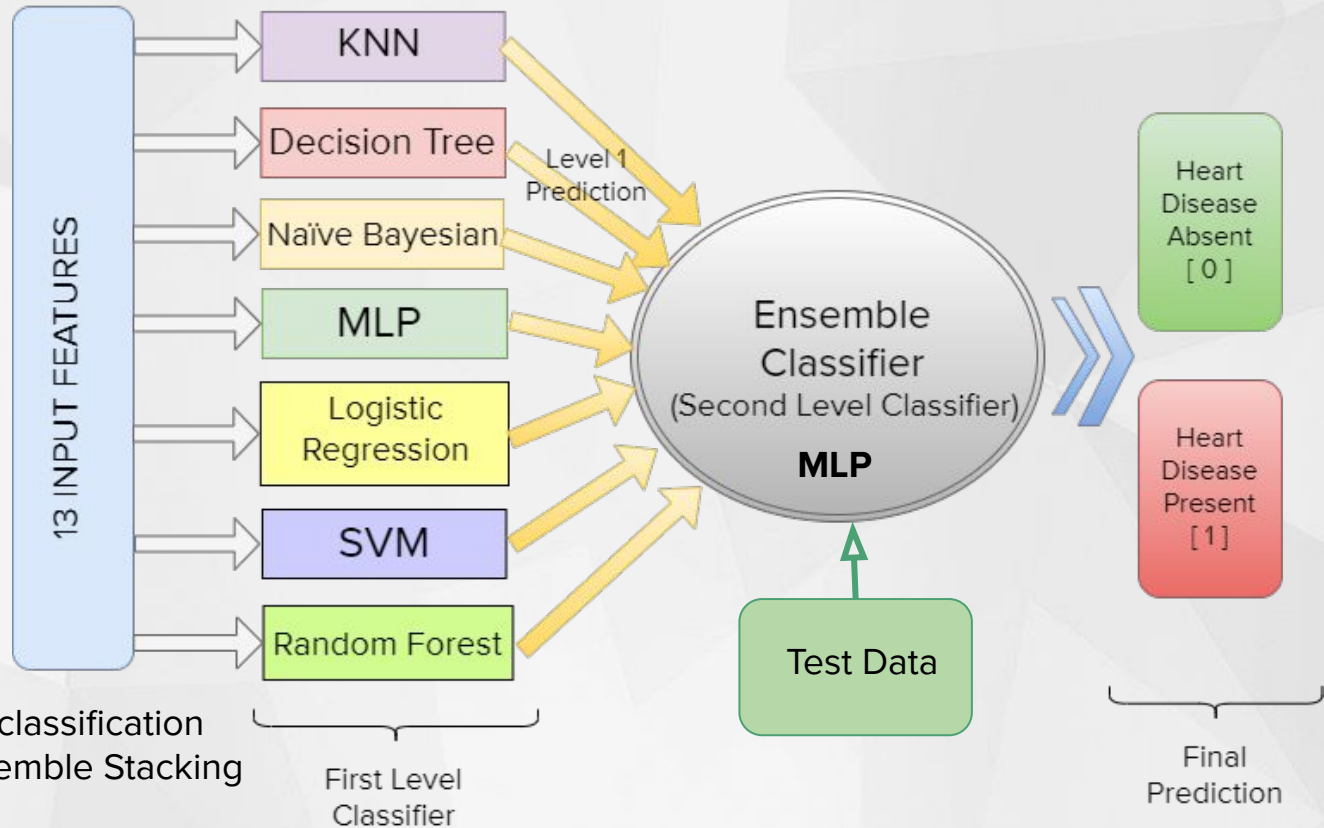 13 INPUT FEATURES
KNN
Decision Tree
Naïve Bayesian
MLP
Logistic
Regression
SVM
Random Forest
Level 1
Prediction
Ensemble
Classifier
(Second Level Classifier)
MLP
Test Data
Heart
Disease
Absent
[ 0 ]
Heart
Disease
Present
[ 1 ]
classification
emble Stacking
First Level
Classifier
Final
Prediction